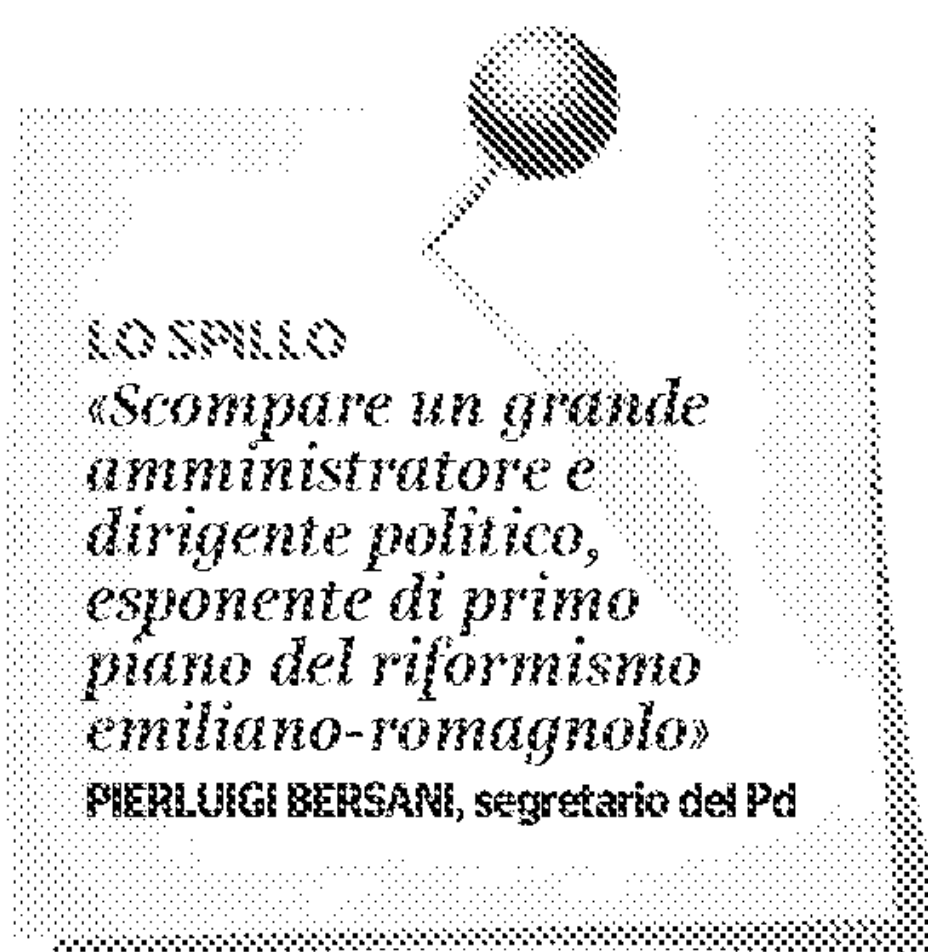 LO SPILLO
«Scompare un grande
amministratore e
dirigente politico,
esponente di primo
piano del riformismo
emiliano-romagnolo»
PIERLUIGI BERSANI, segretario del Pd